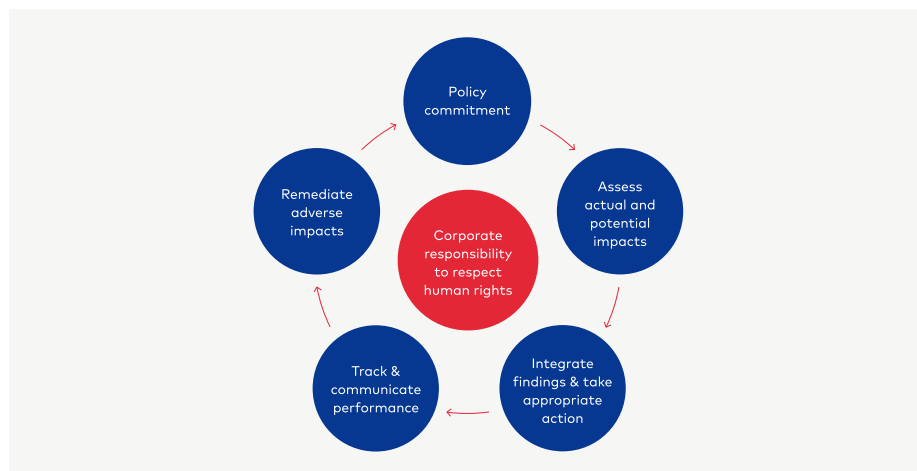 Policy
commitment
Assess
actual and
potential
impacts
Integrate
findings & take
appropriate
action
Track &
communicate
performance
Remediate
adverse
impacts
Corporate
responsibility
to respect
human rights